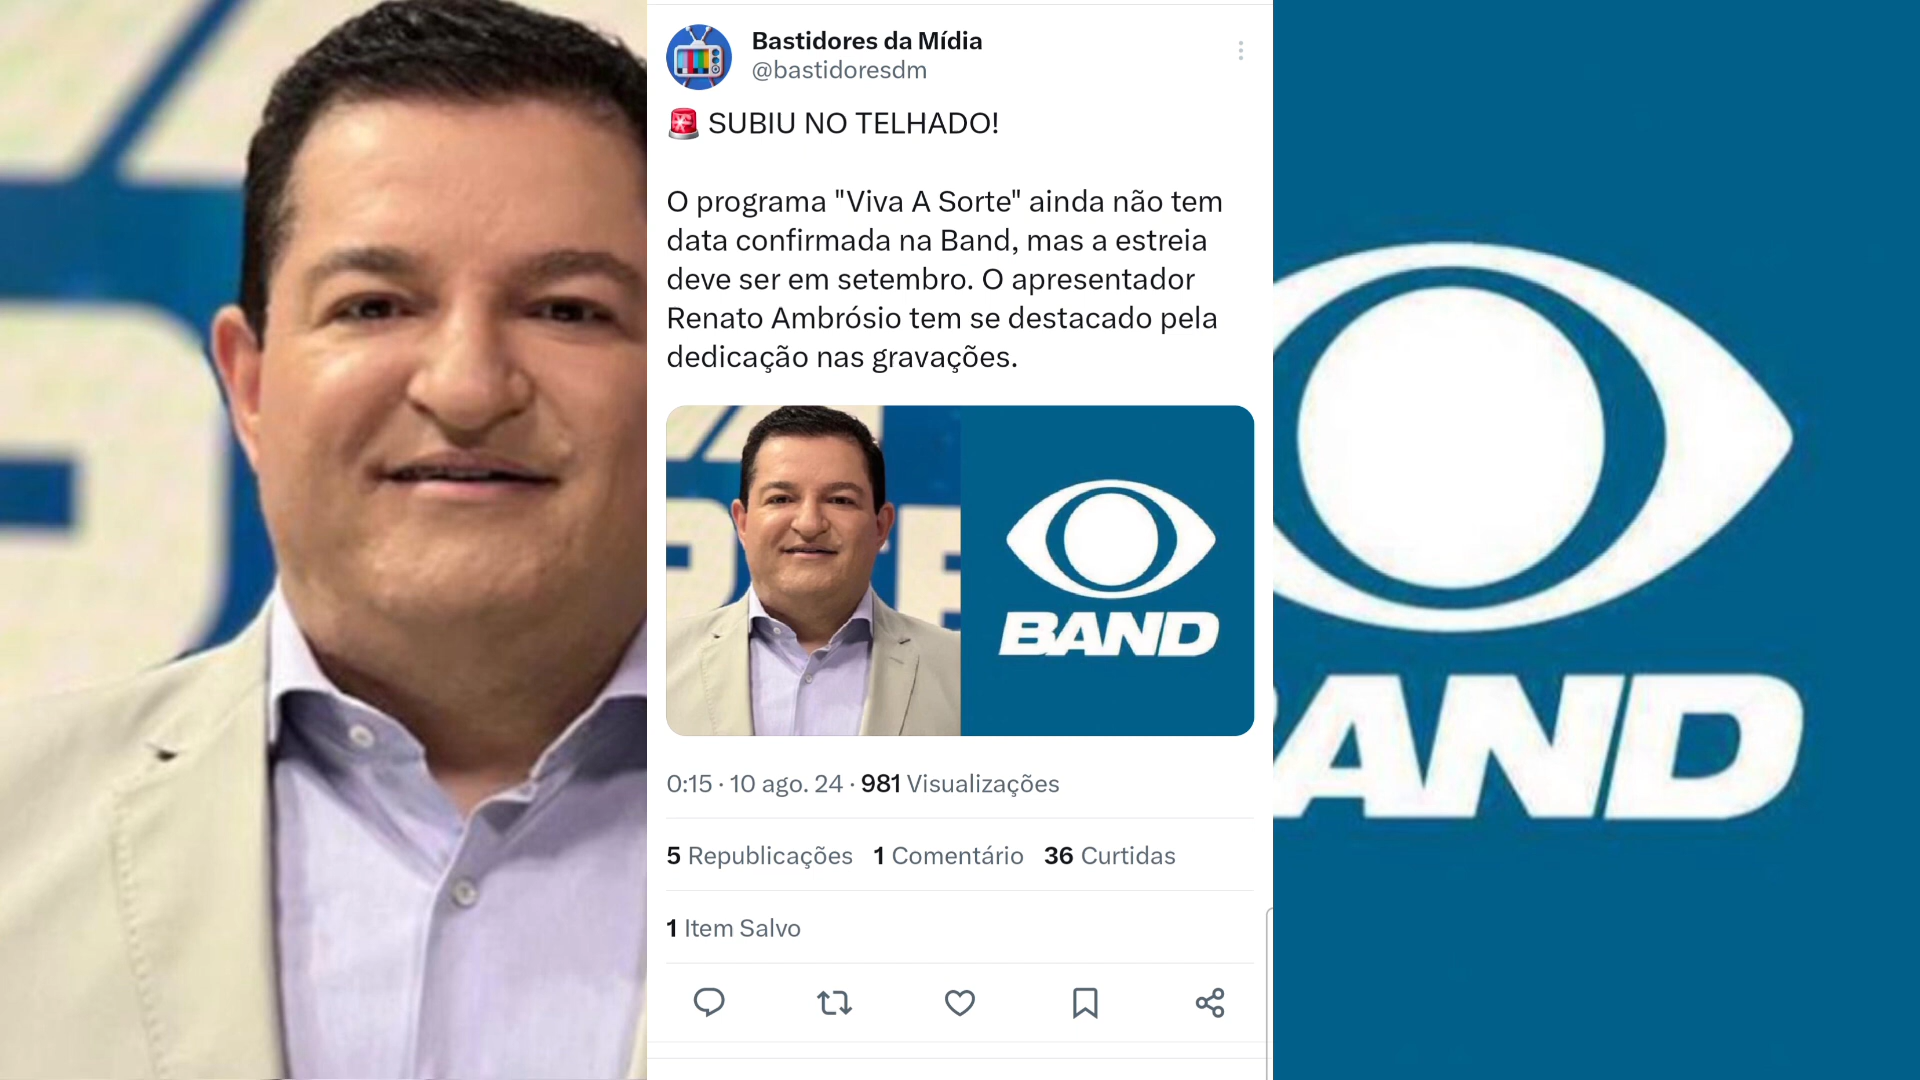 Bastidores da Mídia
@bastidoresdm
🚨 SUBIU NO TELHADO!
O programa "Viva A Sorte" ainda não tem
data confirmada na Band, mas a estreia
deve ser em setembro. O apresentador
Renato Ambrósio tem se destacado pela
dedicação nas gravações.
BAND
0:15 · 10 ago. 24 · 981 Visualizações
5 Republicações 1 Comentário 36 Curtidas
1 Item Salvo
AND